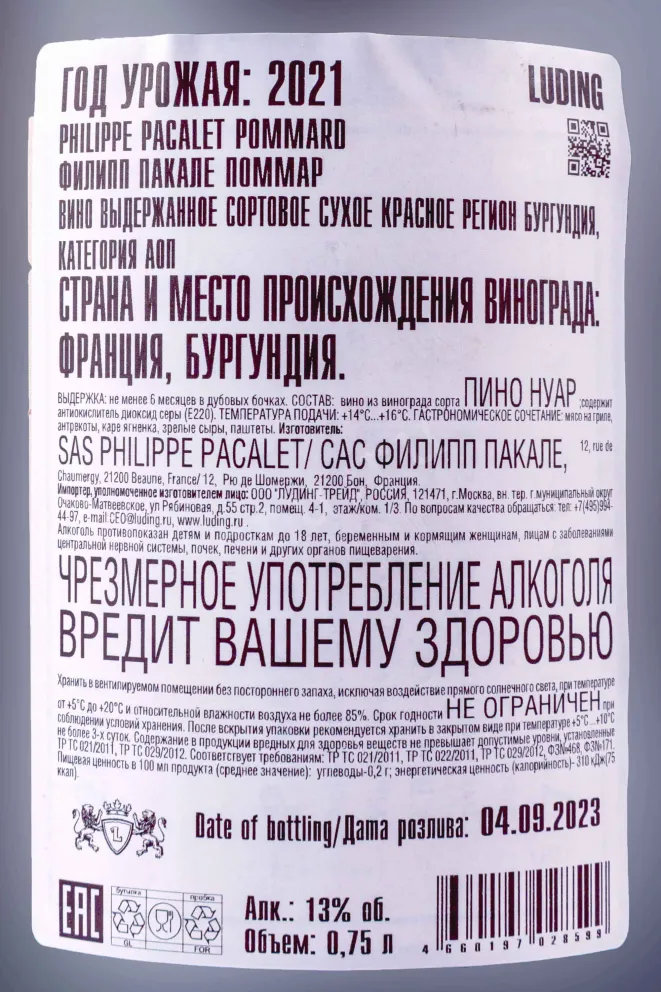 ГОД УРОЖАЯ: 2021
LUDING
PHILIPPE PACALET POMMARD
ФИЛИПП ПАКАЛЕ ПОММАР
ВИНО ВЫДЕРЖАННОЕ СОРТОВОЕ СУХОЕ КРАСНОЕ РЕГИОН БУРГУНДИЯ,
КАТЕГОРИЯ АОП
СТРАНА И МЕСТО ПРОИСХОЖДЕНИЯ ВИНОГРАДА:
ФРАНЦИЯ, БУРГУНДИЯ.
ВЫДЕРЖКА: не менее 6 месяцев в дубовых бочках. СОСТАВ: вино из винограда сорта ПИНО НУАР ;содержит
антиокислитель диоксид серы (Е220). ТЕМПЕРАТУРА ПОДАЧИ: +14°С...+16°С. ГАСТРОНОМИЧЕСКОЕ СОЧЕТАНИЕ: мясо на гриле,
антрекоты, каре ягненка, зрелые сыры, паштеты. Изготовитель:
SAS PHILIPPE PACALET/ САС ФИЛИПП ПАКАЛЕ, 12, rue de
Chaumergy, 21200 Beaune, France/ 12, Рю де Шомержи, 21200 Бон, Франция.
Импортер, уполномоченное изготовителем лицо: ООО "ЛУДИНГ-ТРЕЙД", РОССИЯ, 121471, г.Москва, вн. тер. г.муниципальный округ
Очаково-Матвеевское, ул Рябиновая, д.55 стр.2, помещ. 4-1, этаж/ком. 1/3. По вопросам качества обращаться: тел: +7(495)994-
44-97, e-mail:CEO@luding.ru, www.luding.ru .
Алкоголь противопоказан детям и подросткам до 18 лет, беременным и кормящим женщинам, лицам с заболеваниями
центральной нервной системы, почек, печени и других органов пищеварения.
ЧРЕЗМЕРНОЕ УПОТРЕБЛЕНИЕ АЛКОГОЛЯ
ВРЕДИТ ВАШЕМУ ЗДОРОВЬЮ
Хранить в вентилируемом помещении без постороннего запаха, исключая воздействие прямого солнечного света, при температуре
от +5°С до +20°С и относительной влажности воздуха не более 85%. Срок годности НЕ ОГРАНИЧЕН при
соблюдении условий хранения. После вскрытия упаковки рекомендуется хранить в закрытом виде при температуре +5°С...+10°С
не более 3-х суток. Содержание в продукции вредных для здоровья веществ не превышает допустимые уровни, установленные
ТР ТС 021/2011, ТР ТС 029/2012. Соответствует требованиям: ТР ТС 021/2011, ТР ТС 022/2011, ТР ТС 029/2012, ФЗ№468, ФЗ№171.
Пищевая ценность в 100 мл продукта (среднее значение): углеводы-0,2 г; энергетическая ценность (калорийность)- 310 кДж(75
ккал).
L
Date of bottling/Дата розлива: 04.09.2023
EAC
бутылка
пробка
GL
FOR
Алк.: 13% об.
Объем: 0,75 л
4 660197 028599